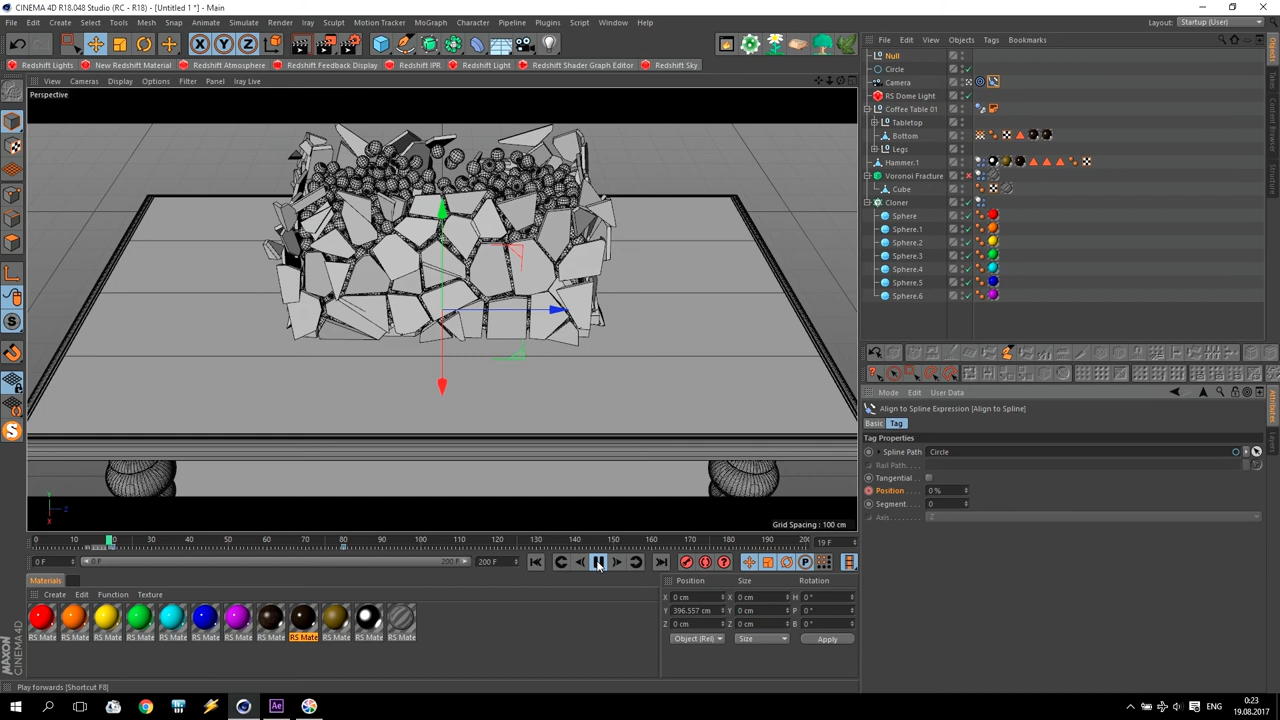 CINEMA 4D R18.048 Studio (RC - R18) - [Untitled 1 *] - Main
File Edit Create Select Tools Mesh Snap Animate Simulate Render Iray Sculpt Motion Tracker MoGraph Character Pipeline Plugins Script Window Help
Layout: Startup (User)
File Edit View Objects Tags Bookmarks
Redshift Lights New Redshift Material Redshift Atmosphere Redshift Feedback Display Redshift IPR Redshift Light Redshift Shader Graph Editor Redshift Sky
View Cameras Display Options Filter Panel Iray Live
Perspective
Null
Circle
Camera
RS Dome Light
Coffee Table 01
Tabletop
Bottom
Legs
Hammer.1
Voronoi Fracture
Cube
Cloner
Sphere
Sphere.1
Sphere.2
Sphere.3
Sphere.4
Sphere.5
Sphere.6
Objects
Takes
Content Browser
Structure
Mode Edit User Data
Align to Spline Expression [Align to Spline]
Basic Tag
Tag Properties
Spline Path Circle
Rail Path. . . .
Tangential . .
Position . . . . 0 %
Segment. . . 0
Axis. . . . . . . Z
Attributes
Layers
Grid Spacing : 100 cm
0 10 20 30 40 50 60 70 80 90 100 110 120 130 140 150 160 170 180 190 200
19 F
0 F 0 F 200 F 200 F
Materials
Create Edit Function Texture
RS Mate RS Mate RS Mate RS Mate RS Mate RS Mate RS Mate RS Mate RS Mate RS Mate RS Mate RS Mate
Position Size Rotation
X 0 cm X 0 cm H 0 °
Y 396.557 cm Y 0 cm P 0 °
Z 0 cm Z 0 cm B 0 °
Object (Rel) Size Apply
MAXON CINEMA4D
Play forwards [Shortcut F8]
ENG
0:23
19.08.2017